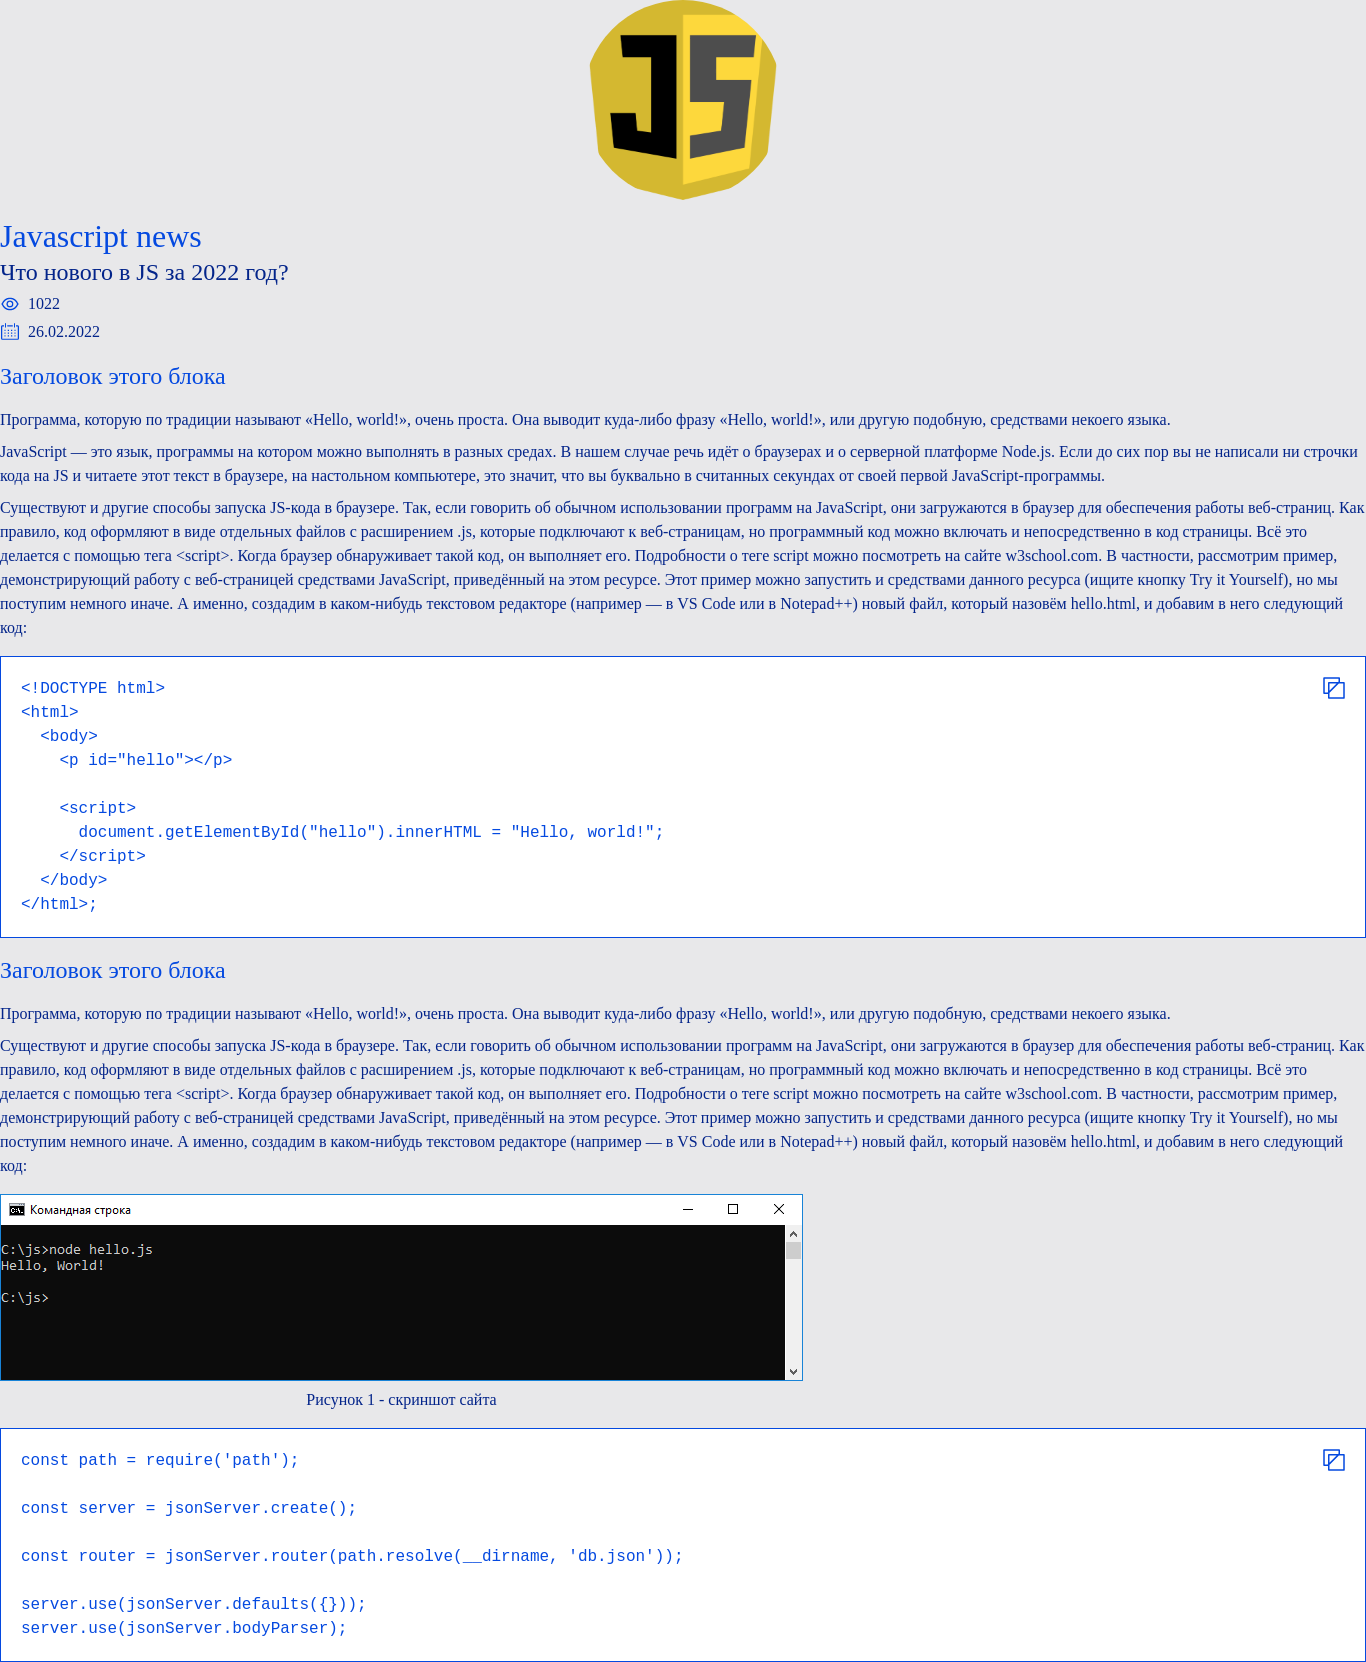 JS
Javascript news
Что нового в JS за 2022 год?
1022
26.02.2022
Заголовок этого блока
Программа, которую по традиции называют «Hello, world!», очень проста. Она выводит куда-либо фразу «Hello, world!», или другую подобную, средствами некоего языка.
JavaScript — это язык, программы на котором можно выполнять в разных средах. В нашем случае речь идёт о браузерах и о серверной платформе Node.js. Если до сих пор вы не написали ни строчки
кода на JS и читаете этот текст в браузере, на настольном компьютере, это значит, что вы буквально в считанных секундах от своей первой JavaScript-программы.
Существуют и другие способы запуска JS-кода в браузере. Так, если говорить об обычном использовании программ на JavaScript, они загружаются в браузер для обеспечения работы веб-страниц. Как
правило, код оформляют в виде отдельных файлов с расширением .js, которые подключают к веб-страницам, но программный код можно включать и непосредственно в код страницы. Всё это
делается с помощью тега <script>. Когда браузер обнаруживает такой код, он выполняет его. Подробности о теге script можно посмотреть на сайте w3school.com. В частности, рассмотрим пример,
демонстрирующий работу с веб-страницей средствами JavaScript, приведённый на этом ресурсе. Этот пример можно запустить и средствами данного ресурса (ищите кнопку Try it Yourself), но мы
поступим немного иначе. А именно, создадим в каком-нибудь текстовом редакторе (например — в VS Code или в Notepad++) новый файл, который назовём hello.html, и добавим в него следующий
код:
<!DOCTYPE html>
<html>
  <body>
    <p id="hello"></p>
    <script>
      document.getElementById("hello").innerHTML = "Hello, world!";
    </script>
  </body>
</html>;
Заголовок этого блока
Программа, которую по традиции называют «Hello, world!», очень проста. Она выводит куда-либо фразу «Hello, world!», или другую подобную, средствами некоего языка.
Существуют и другие способы запуска JS-кода в браузере. Так, если говорить об обычном использовании программ на JavaScript, они загружаются в браузер для обеспечения работы веб-страниц. Как
правило, код оформляют в виде отдельных файлов с расширением .js, которые подключают к веб-страницам, но программный код можно включать и непосредственно в код страницы. Всё это
делается с помощью тега <script>. Когда браузер обнаруживает такой код, он выполняет его. Подробности о теге script можно посмотреть на сайте w3school.com. В частности, рассмотрим пример,
демонстрирующий работу с веб-страницей средствами JavaScript, приведённый на этом ресурсе. Этот пример можно запустить и средствами данного ресурса (ищите кнопку Try it Yourself), но мы
поступим немного иначе. А именно, создадим в каком-нибудь текстовом редакторе (например — в VS Code или в Notepad++) новый файл, который назовём hello.html, и добавим в него следующий
код:
Командная строка
C:\js>node hello.js
Hello, World!
C:\js>
Рисунок 1 - скриншот сайта
const path = require('path');
const server = jsonServer.create();
const router = jsonServer.router(path.resolve(__dirname, 'db.json'));
server.use(jsonServer.defaults({}));
server.use(jsonServer.bodyParser);